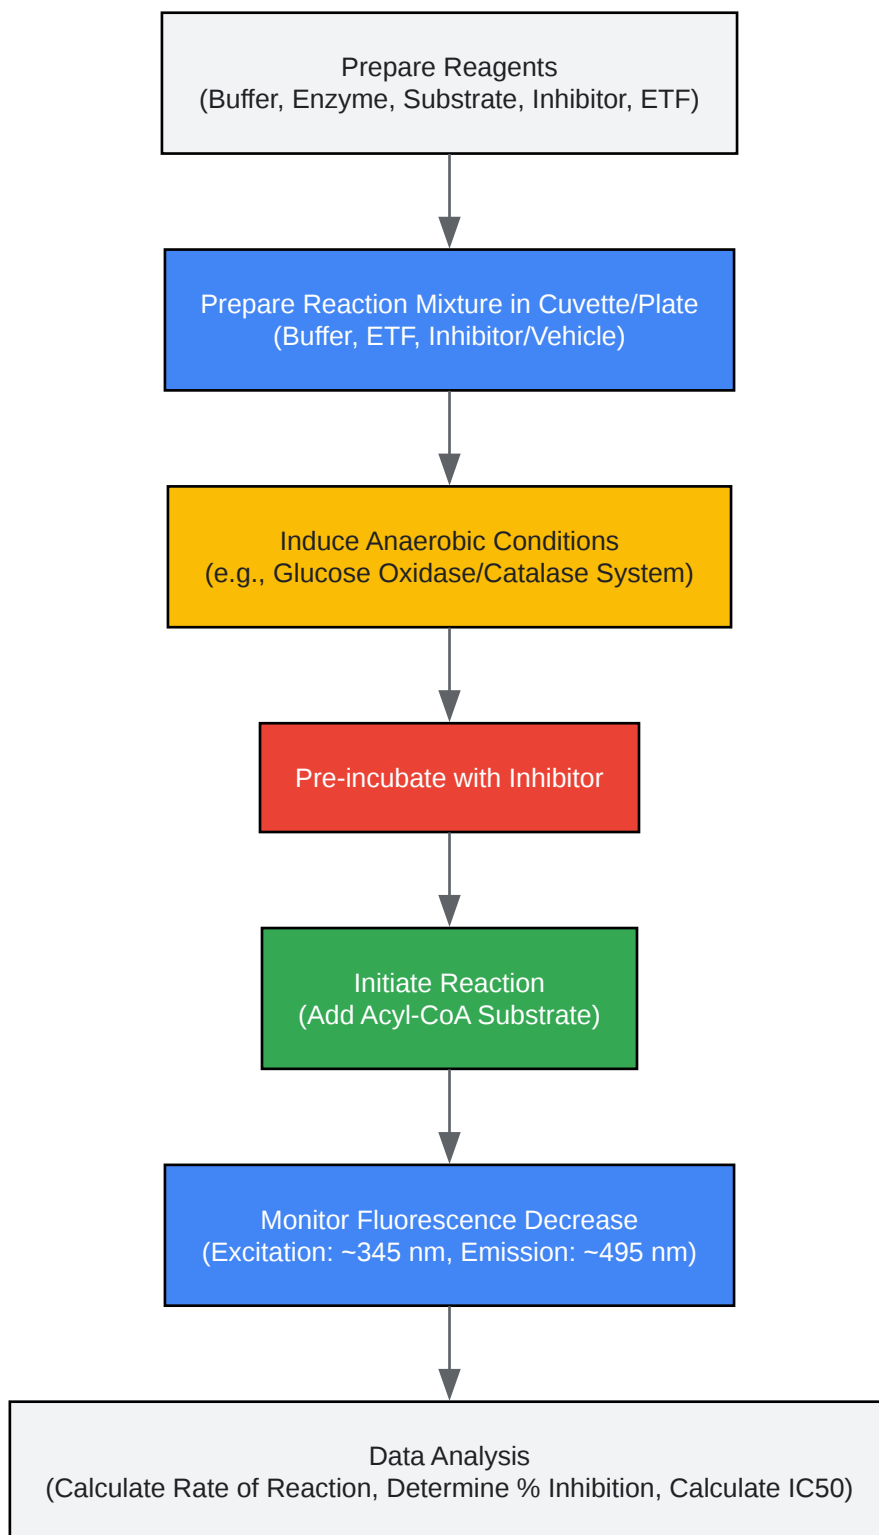 Prepare Reagents
(Buffer, Enzyme, Substrate, Inhibitor, ETF)
Prepare Reaction Mixture in Cuvette/Plate
(Buffer, ETF, Inhibitor/Vehicle)
Induce Anaerobic Conditions
(e.g., Glucose Oxidase/Catalase System)
Pre-incubate with Inhibitor
Initiate Reaction
(Add Acyl-CoA Substrate)
Monitor Fluorescence Decrease
(Excitation: ~345 nm, Emission: ~495 nm)
Data Analysis
(Calculate Rate of Reaction, Determine % Inhibition, Calculate IC50)